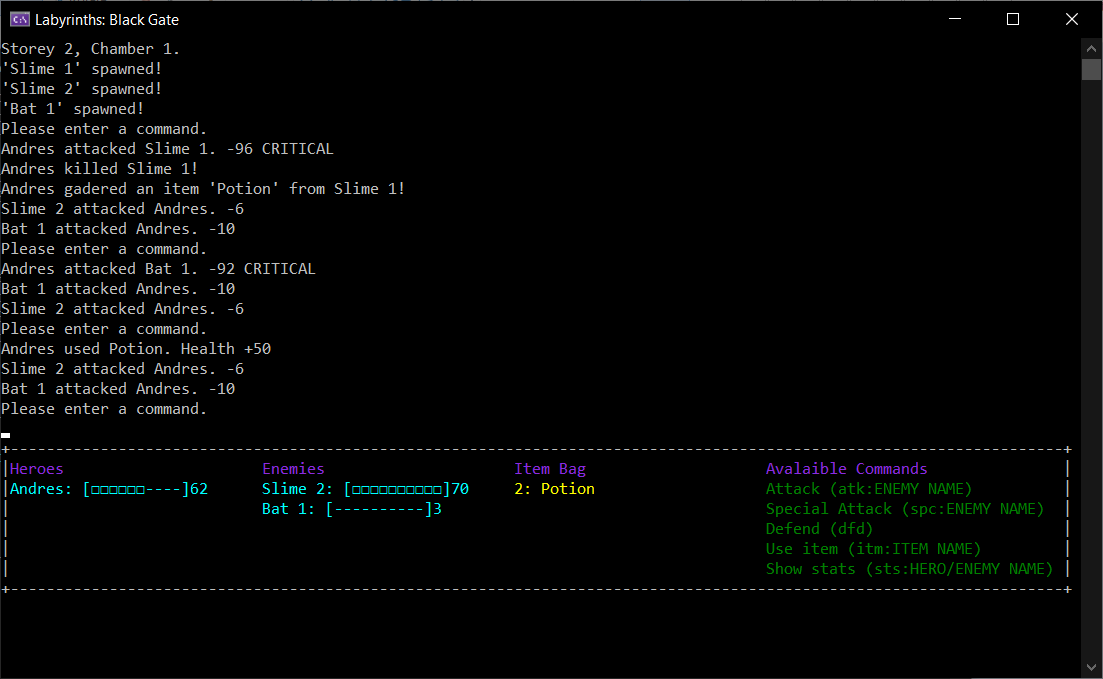 Labyrinths: Black Gate
Storey 2, Chamber 1.
'Slime 1' spawned!
'Slime 2' spawned!
'Bat 1' spawned!
Please enter a command.
Andres attacked Slime 1. -96 CRITICAL
Andres killed Slime 1!
Andres gadered an item 'Potion' from Slime 1!
Slime 2 attacked Andres. -6
Bat 1 attacked Andres. -10
Please enter a command.
Andres attacked Bat 1. -92 CRITICAL
Bat 1 attacked Andres. -10
Slime 2 attacked Andres. -6
Please enter a command.
Andres used Potion. Health +50
Slime 2 attacked Andres. -6
Bat 1 attacked Andres. -10
Please enter a command.
Heroes Enemies Item Bag Avalaible Commands
Andres: [□□□□□□----]62 Slime 2: [□□□□□□□□□□]70 2: Potion Attack (atk:ENEMY NAME)
Bat 1: [----------]3 Special Attack (spc:ENEMY NAME)
Defend (dfd)
Use item (itm:ITEM NAME)
Show stats (sts:HERO/ENEMY NAME)